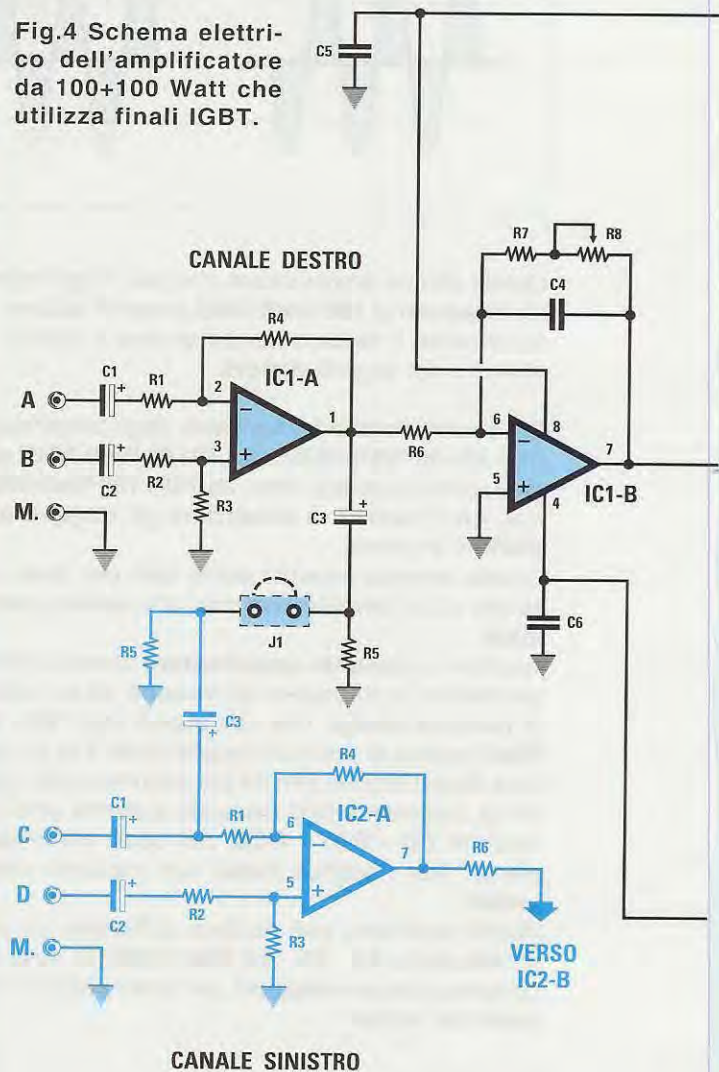 Fig.4 Schema elettri-
co dell'amplificatore
da 100+100 Watt che
utilizza finali IGBT.
C5
R7
R8
CANALE DESTRO
C4
R4
C1
+
R1
2
IC1-A
A
−
1
R6
6
8
−
7
B
3
+
5
+
IC1-B
C2
+
R2
4
M.
R3
C3
+
C6
J1
R5
R5
C3
+
R4
C1
+
R1
6
IC2-A
C
−
7
R6
D
5
+
C2
+
R2
R3
M.
VERSO
IC2-B
CANALE SINISTRO